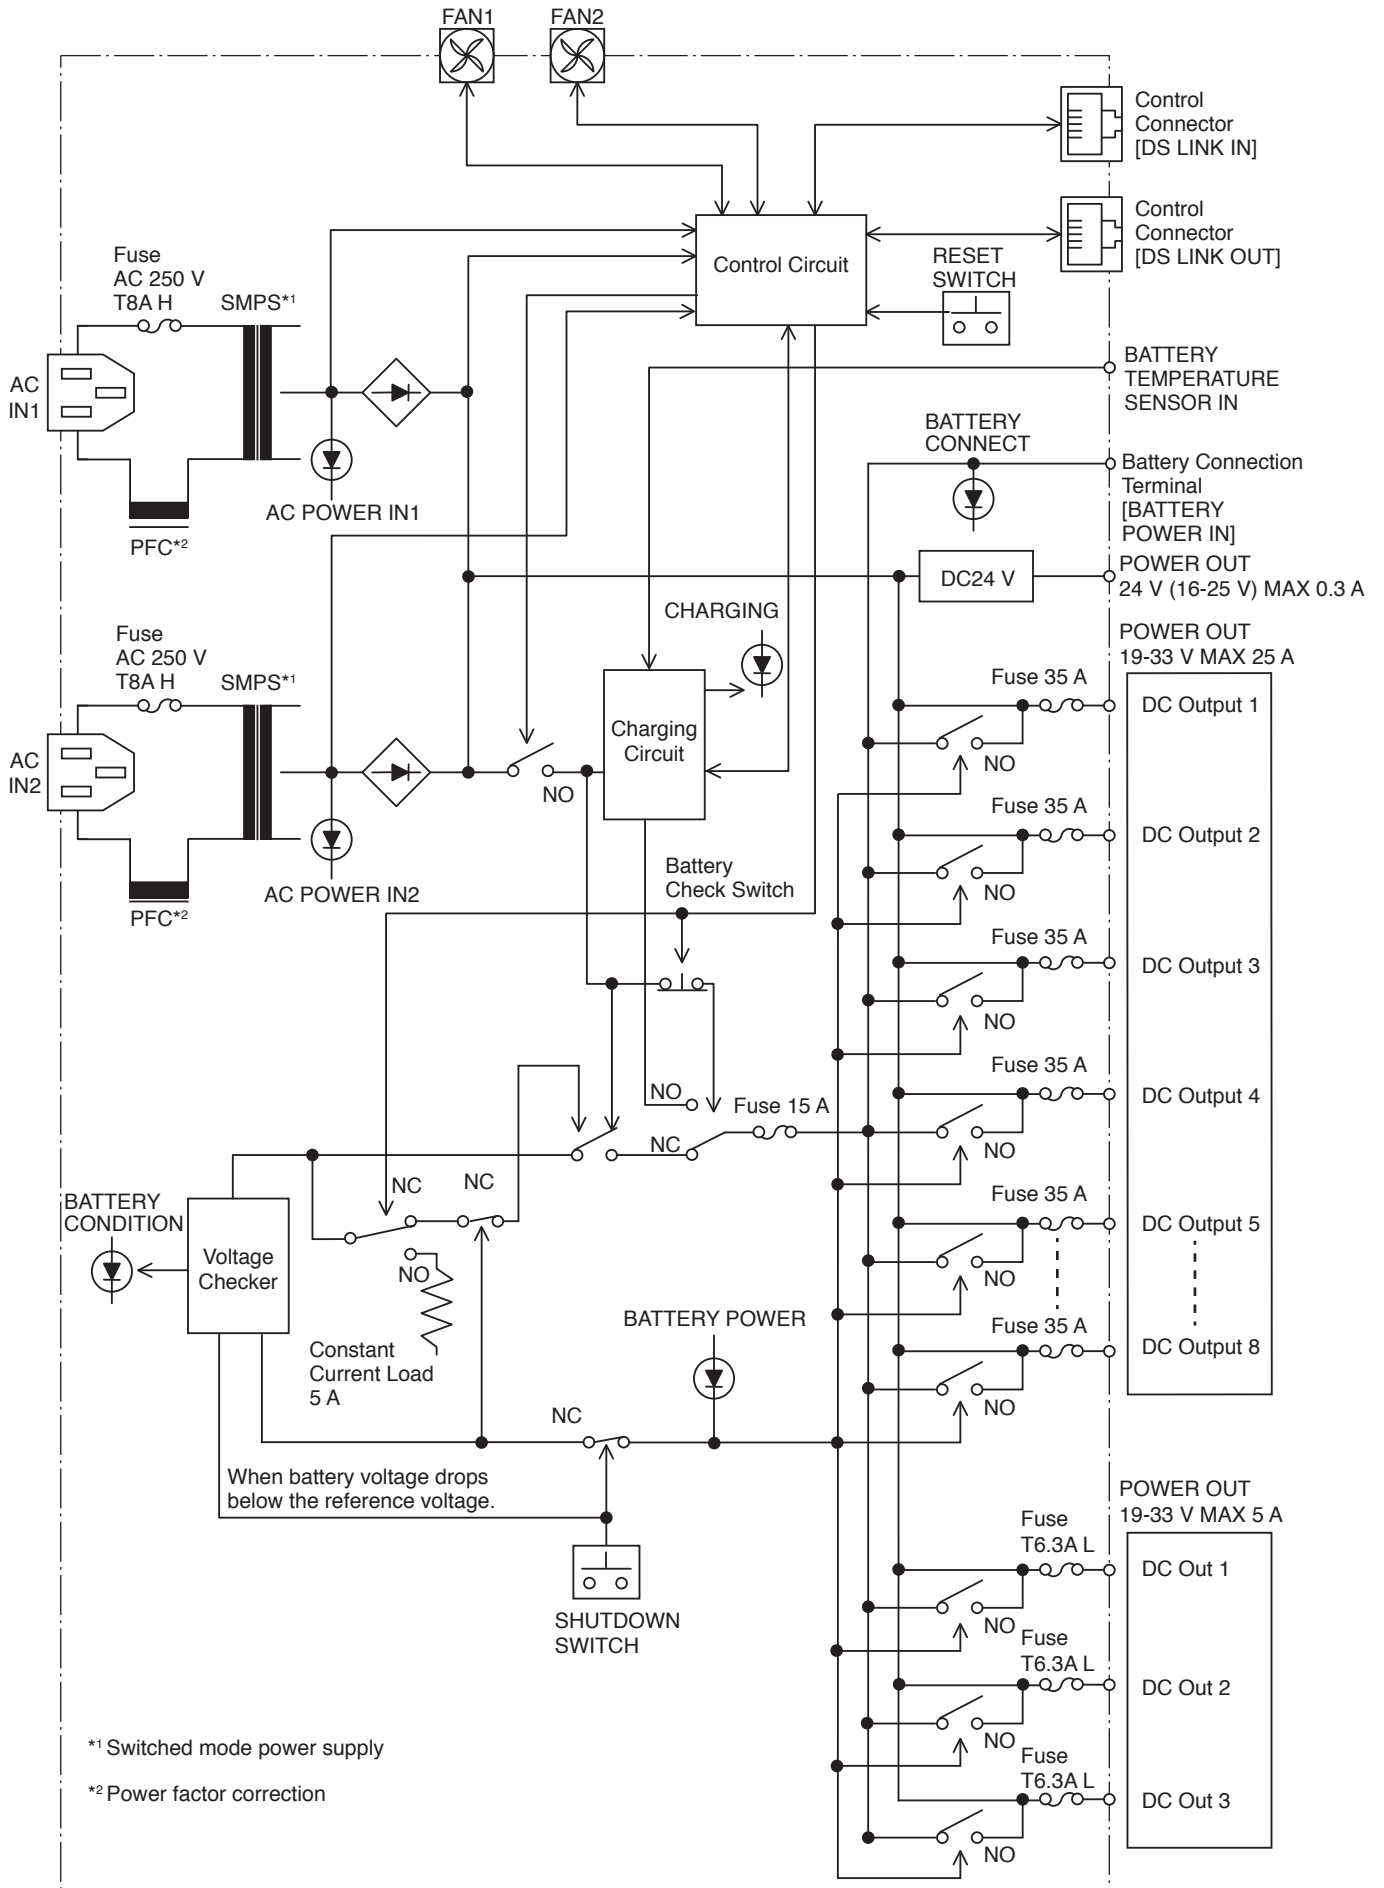 FAN1
FAN2
Control
Connector
[DS LINK IN]
Control
Connector
[DS LINK OUT]
Control Circuit
RESET
SWITCH
Fuse
AC 250 V
T8A H
SMPS*1
AC
IN1
AC POWER IN1
PFC*2
BATTERY
TEMPERATURE
SENSOR IN
BATTERY
CONNECT
Battery Connection
Terminal
[BATTERY
POWER IN]
DC24 V
POWER OUT
24 V (16-25 V) MAX 0.3 A
CHARGING
Fuse
AC 250 V
T8A H
SMPS*1
AC
IN2
AC POWER IN2
PFC*2
NO
Charging
Circuit
Battery
Check Switch
POWER OUT
19-33 V MAX 25 A
Fuse 35 A
DC Output 1
NO
Fuse 35 A
DC Output 2
NO
Fuse 35 A
DC Output 3
NO
Fuse 35 A
DC Output 4
NO
Fuse 35 A
DC Output 5
NO
Fuse 35 A
DC Output 8
NO
NO
Fuse 15 A
NC
NC
NC
BATTERY
CONDITION
Voltage
Checker
NO
Constant
Current Load
5 A
BATTERY POWER
NC
When battery voltage drops
below the reference voltage.
SHUTDOWN
SWITCH
POWER OUT
19-33 V MAX 5 A
Fuse
T6.3A L
DC Out 1
NO
Fuse
T6.3A L
DC Out 2
NO
Fuse
T6.3A L
DC Out 3
NO
*1 Switched mode power supply
*2 Power factor correction